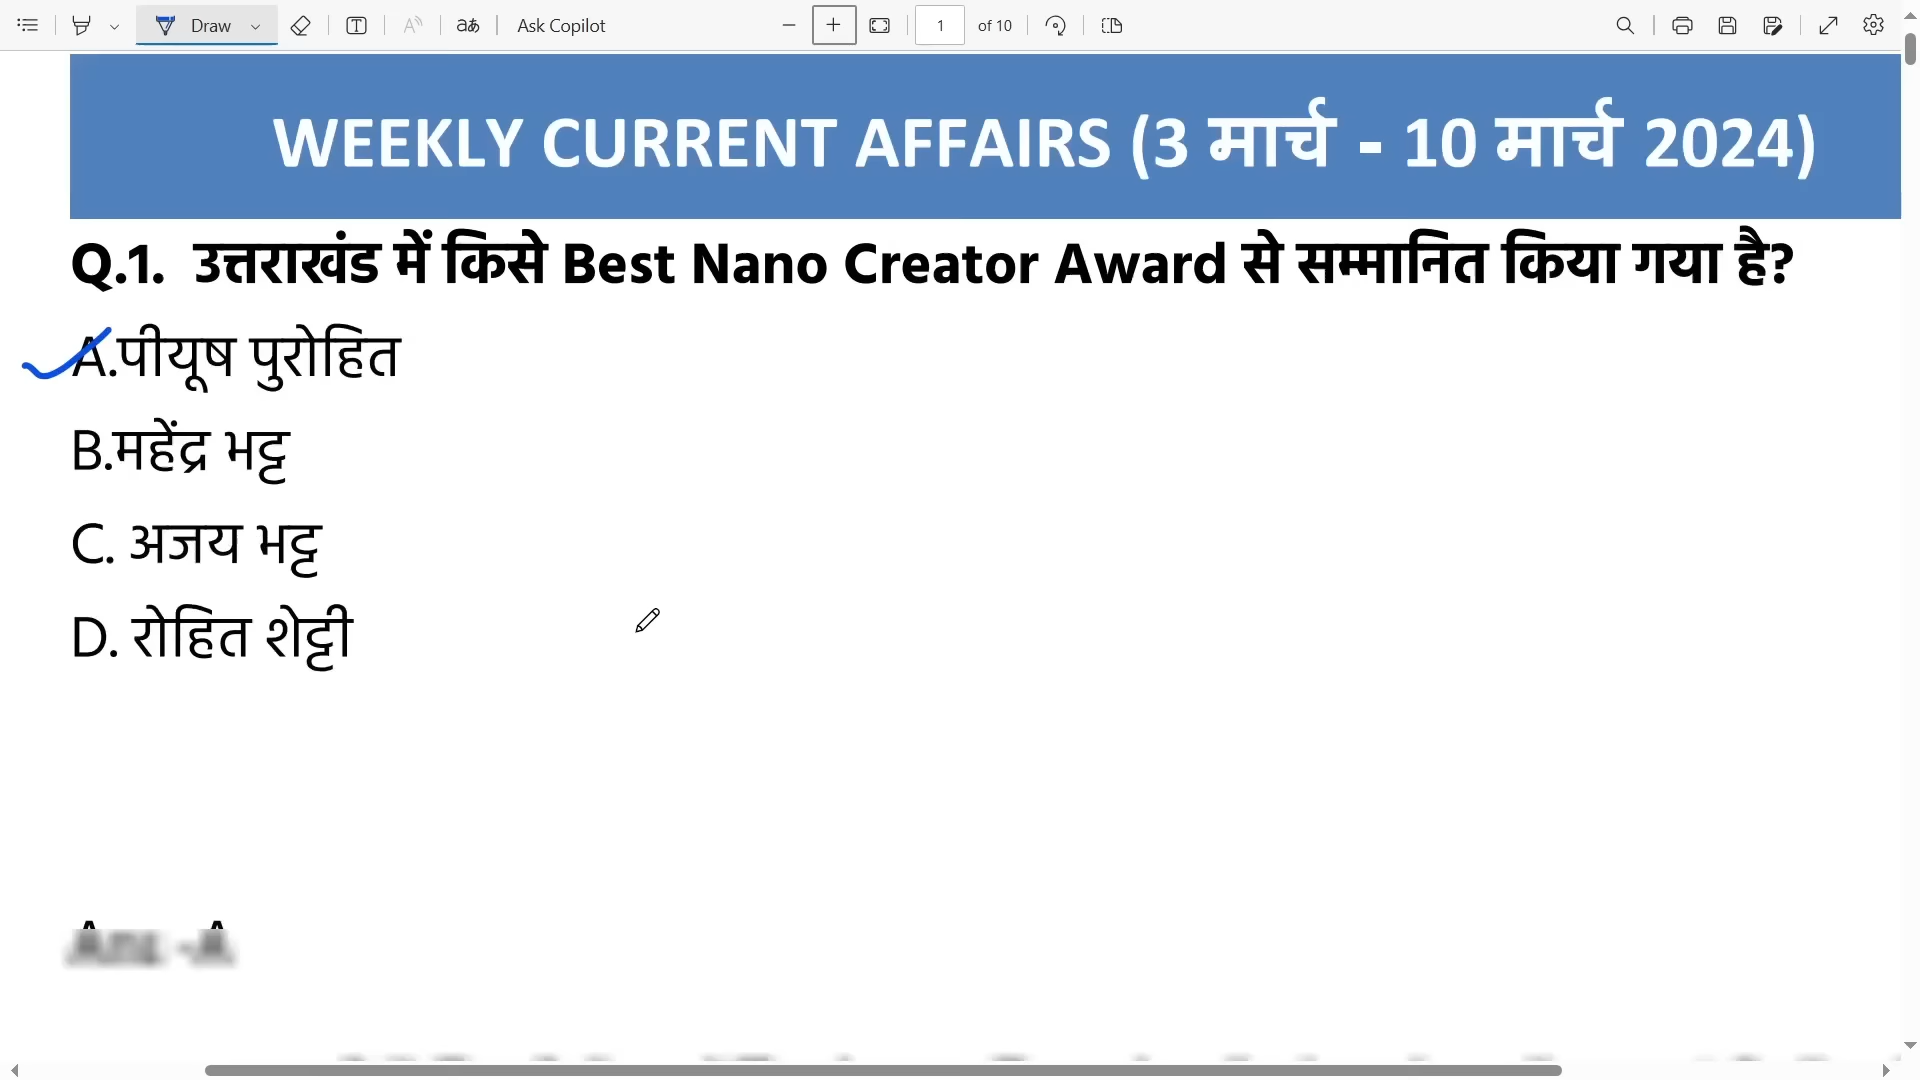 Draw
Ask Copilot
1 of 10
WEEKLY CURRENT AFFAIRS (3 मार्च - 10 मार्च 2024)
Q.1. उत्तराखंड में किसे Best Nano Creator Award से सम्मानित किया गया है?
A.पीयूष पुरोहित
B.महेंद्र भट्ट
C. अजय भट्ट
D. रोहित शेट्टी
Ans -A